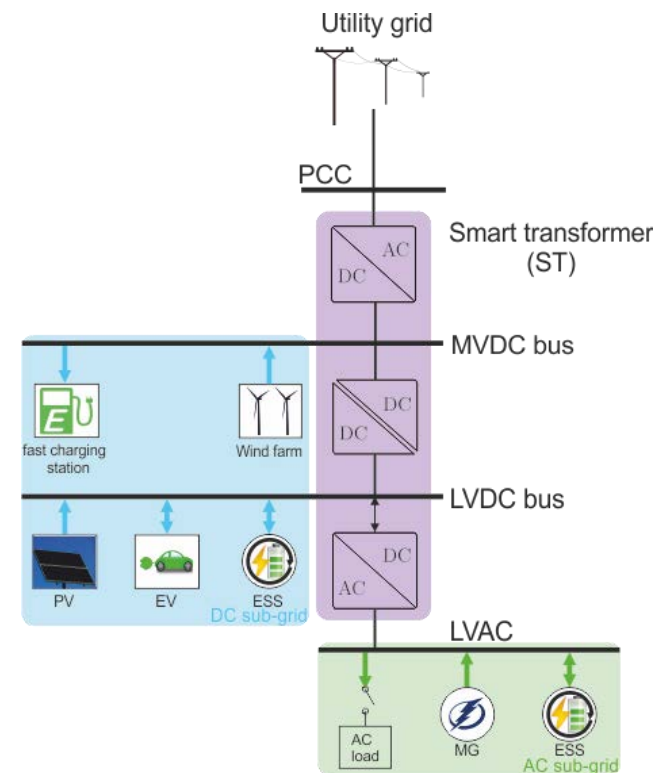 Utility grid
PCC
Smart transformer
(ST)
AC
DC
MVDC bus
DC
DC
E
fast charging
station
Wind farm
LVDC bus
DC
AC
PV
EV
ESS
DC sub-grid
LVAC
AC
load
MG
ESS
AC sub-grid